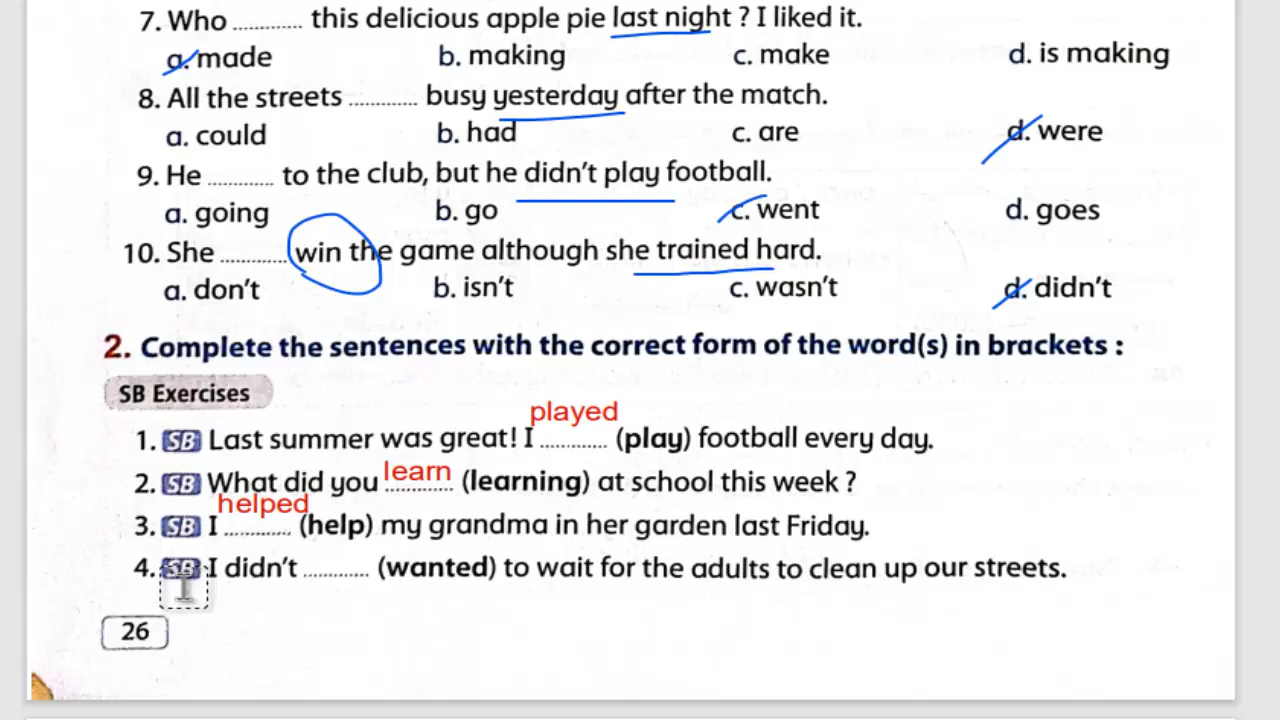 7. Who ............ this delicious apple pie last night ? I liked it.
a. made b. making c. make d. is making
8. All the streets ............ busy yesterday after the match.
a. could b. had c. are d. were
9. He ............ to the club, but he didn't play football.
a. going b. go c. went d. goes
10. She ............ win the game although she trained hard.
a. don't b. isn't c. wasn't d. didn't
2. Complete the sentences with the correct form of the word(s) in brackets :
SB Exercises
played
1. SB Last summer was great! I ............ (play) football every day.
learn
2. SB What did you ............ (learning) at school this week ?
helped
3. SB I ............ (help) my grandma in her garden last Friday.
4. SB I didn't ............ (wanted) to wait for the adults to clean up our streets.
26